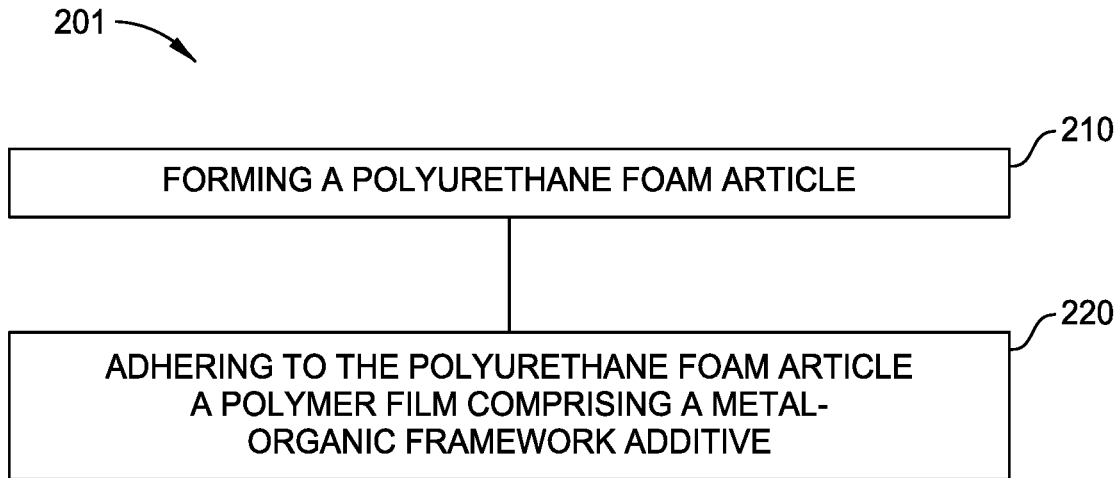 201
210
FORMING A POLYURETHANE FOAM ARTICLE
220
ADHERING TO THE POLYURETHANE FOAM ARTICLE
A POLYMER FILM COMPRISING A METAL-
ORGANIC FRAMEWORK ADDITIVE